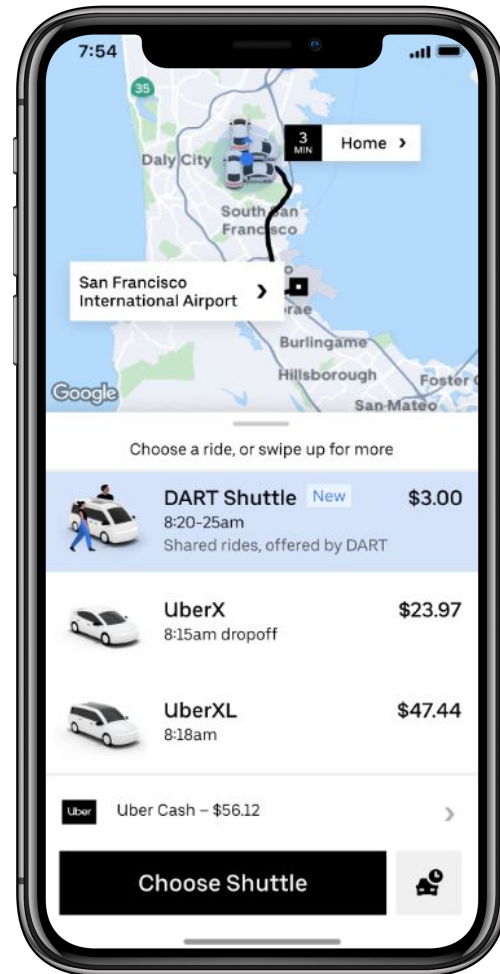 7:54
35
3
MIN
Home
Daly City
South San
Francisco
San Francisco
International Airport
Burlingame
Hillsborough
Foster
San Mateo
Google
Choose a ride, or swipe up for more
DART Shuttle New $3.00
8:20-25am
Shared rides, offered by DART
UberX $23.97
8:15am dropoff
UberXL $47.44
8:18am
Uber Uber Cash – $56.12
Choose Shuttle